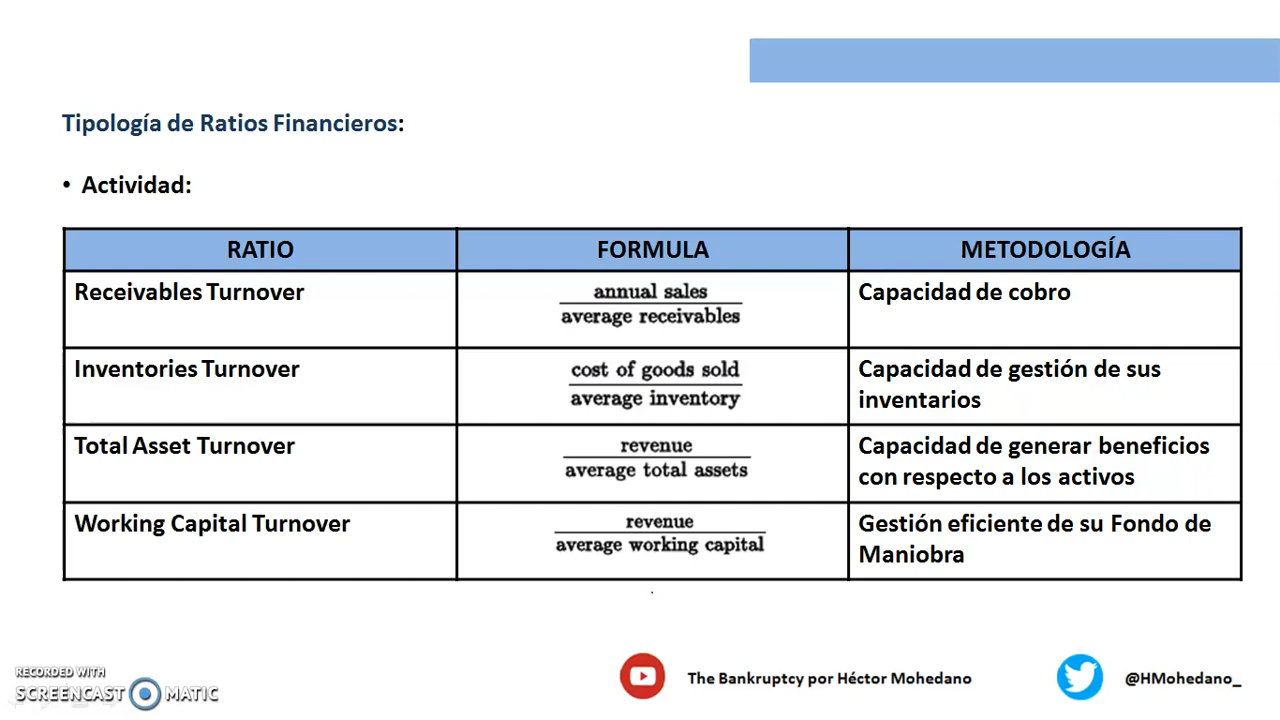 Tipología de Ratios Financieros:
• Actividad:
RATIO FORMULA METODOLOGÍA
Receivables Turnover
annual sales
average receivables
Capacidad de cobro
Inventories Turnover
cost of goods sold
average inventory
Capacidad de gestión de sus
inventarios
Total Asset Turnover
revenue
average total assets
Capacidad de generar beneficios
con respecto a los activos
Working Capital Turnover
revenue
average working capital
Gestión eficiente de su Fondo de
Maniobra
RECORDED WITH
SCREENCAST MATIC
The Bankruptcy por Héctor Mohedano
@HMohedano_